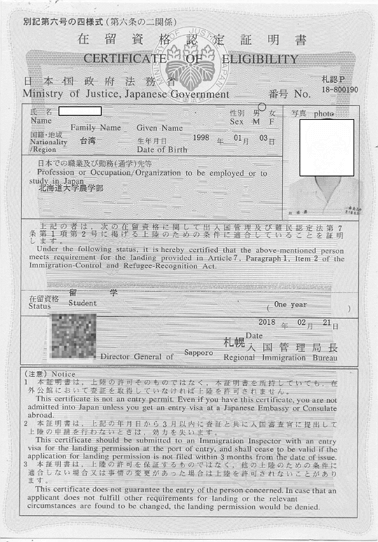 別記第六号の四様式(第六条の二関係)
在留資格認定証明書
CERTIFICATE OF ELIGIBILITY
札認P
日本国政府法務省
18-800190
Ministry of Justice, Japanese Government 番号 No.
氏名 性別 男 女 写真 photo
Name Sex M F
Family-Name Given Name
国籍・地域 台湾 生年月日 1998 年 01 月 03 日
Nationality Date of Birth
/Region
日本での職業及び勤務(通学)先等
Profession or Occupation/Organization to be employed or to
study in Japan
北海道大学農学部
上記の者は、次の在留資格に関して出入国管理及び難民認定法第7
条第1項第2号に掲げる上陸のための条件に適合していることを証明
します。
Under the following status, it is hereby certified that the above-mentioned person
meets requirement for the landing provided in Article 7, Paragraph 1, Item 2 of the
Immigration-Control and Refugee-Recognition Act.
留 学
在留資格
Status Student ( One year )
2018 年 02 月 21 日
Date
札幌 入国管理局長
Director General of Sapporo Regional Immigration Bureau
(注意) Notice
1 本証明書は、上陸の許可そのものではなく、本証明書を所持していても、在
外公館において査証を取得していなければ上陸を許可されません。
This certificate is not an entry permit. Even if you have this certificate, you are not
admitted into Japan unless you get an entry visa at a Japanese Embassy or Consulate
abroad.
2 本証明書は、上記の年月日から3月以内に査証と共に入国審査官に提出して
上陸の申請を行わないときは、効力を失います。
This certificate should be submitted to an Immigration Inspector with an entry
visa for the landing permission at the port of entry, and shall cease to be valid if the
application for landing permission is not filed within 3 months from the date of issue.
3 本証明書は、上陸の許可を保証するものではなく、他の上陸のための条件に
適合しない場合又は事情の変更があった場合は上陸を許可されないことがあり
ます。
This certificate does not guarantee the entry of the person concerned. In case that an
applicant does not fulfill other requirements for landing or the relevant
circumstances are found to be changed, the landing permission would be denied.